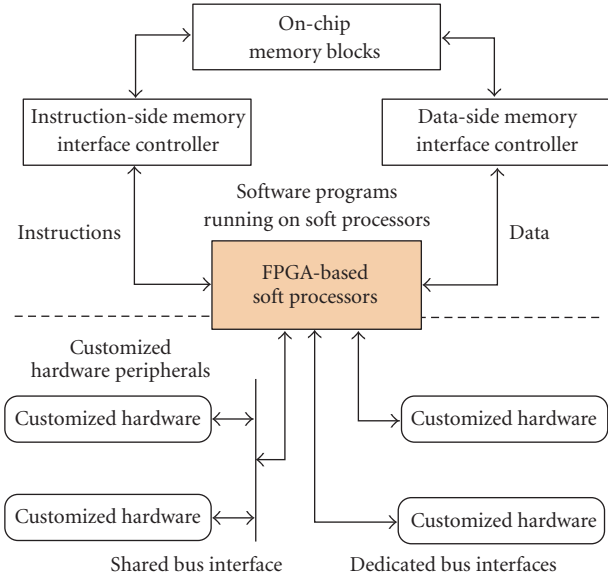 On-chip
memory blocks
Instruction-side memory
interface controller
Data-side memory
interface controller
Software programs
running on soft processors
Instructions
Data
FPGA-based
soft processors
Customized
hardware peripherals
Customized hardware
Customized hardware
Customized hardware
Customized hardware
Shared bus interface
Dedicated bus interfaces